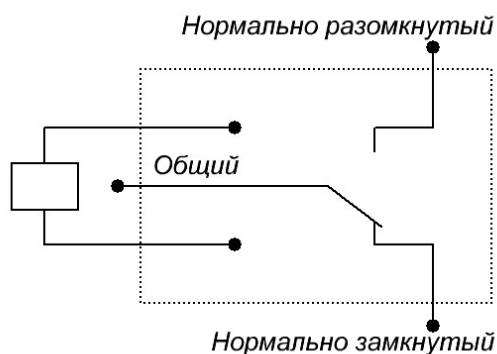 Нормально разомкнутый
Общий
Нормально замкнутый